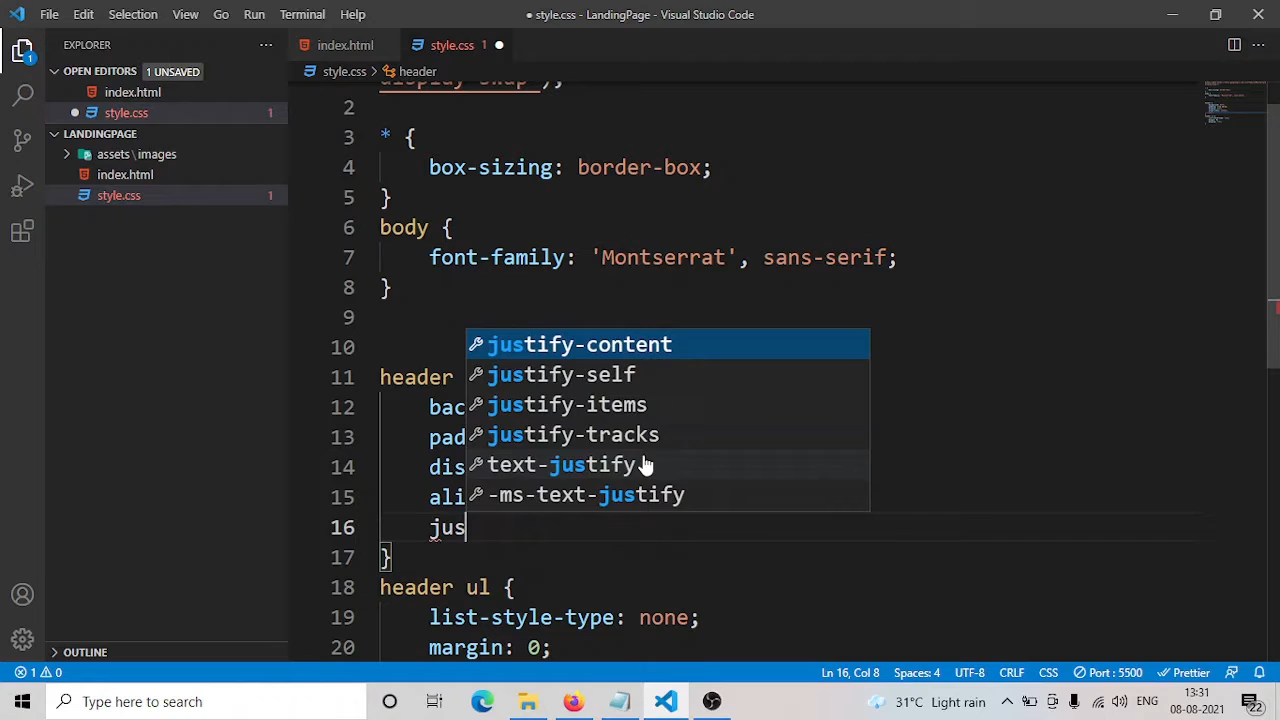 File Edit Selection View Go Run Terminal Help
● style.css - LandingPage - Visual Studio Code
EXPLORER
index.html
style.css 1
OPEN EDITORS 1 UNSAVED
style.css > header
index.html
style.css 1
LANDINGPAGE
assets\images
index.html
style.css 1
2
3 * {
4 box-sizing: border-box;
5 }
6 body {
7 font-family: 'Montserrat', sans-serif;
8 }
9
10
11 header
12 bac
13 pad
14 dis
15 ali
16 jus
17 }
18 header ul {
19 list-style-type: none;
20 margin: 0;
justify-content
justify-self
justify-items
justify-tracks
text-justify
-ms-text-justify
OUTLINE
1 0
Ln 16, Col 8 Spaces: 4 UTF-8 CRLF CSS Port : 5500 Prettier
Type here to search
31°C Light rain
ENG
13:31
08-08-2021
22
1